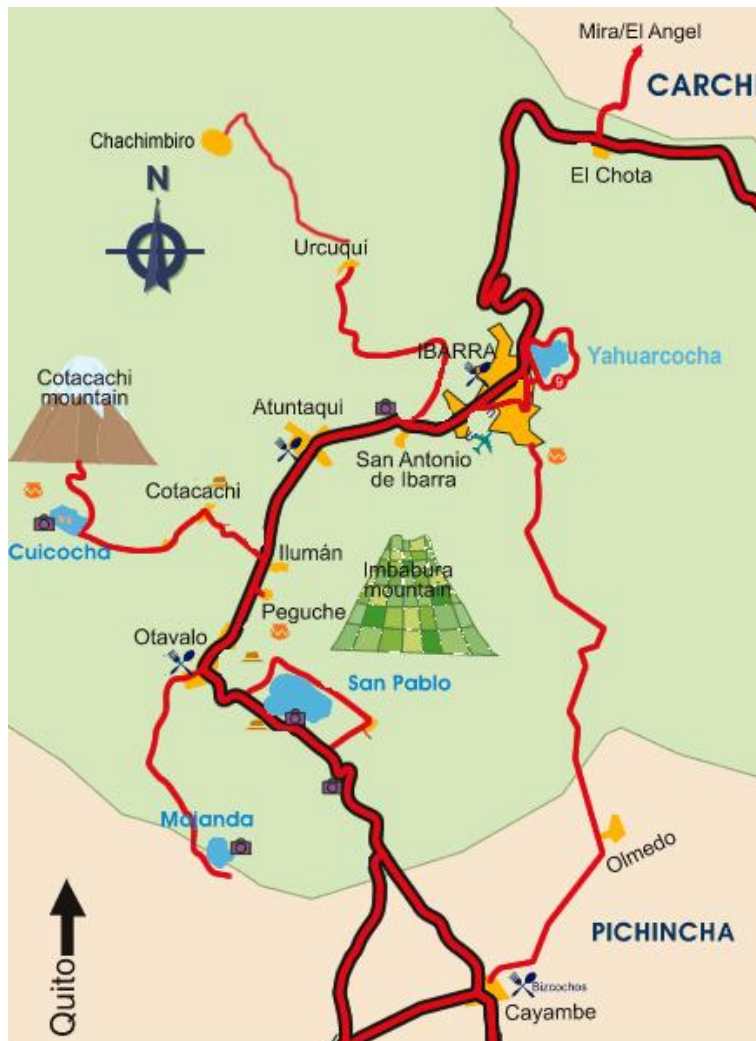 Mira/El Angel
CARCHI
El Chota
Chachimbiro
N
Urcuquí
IBARRA
Yahuarcocha
9
Cotacachi
mountain
Atuntaqui
San Antonio
de Ibarra
Cotacachi
Cuicocha
Ilumán
Imbabura
mountain
Peguche
Otavalo
San Pablo
Mojanda
Olmedo
PICHINCHA
Quito
Bizcochos
Cayambe